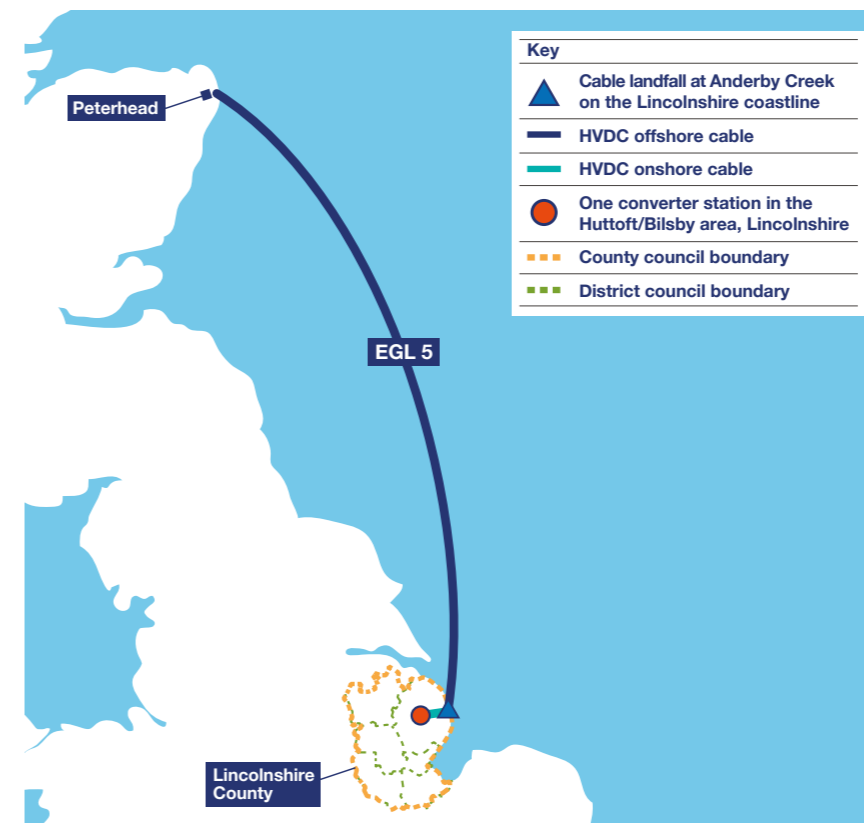 Key
Cable landfall at Anderby Creek
on the Lincolnshire coastline
HVDC offshore cable
HVDC onshore cable
One converter station in the
Huttoft/Bilsby area, Lincolnshire
County council boundary
District council boundary
Peterhead
EGL 5
Lincolnshire
County